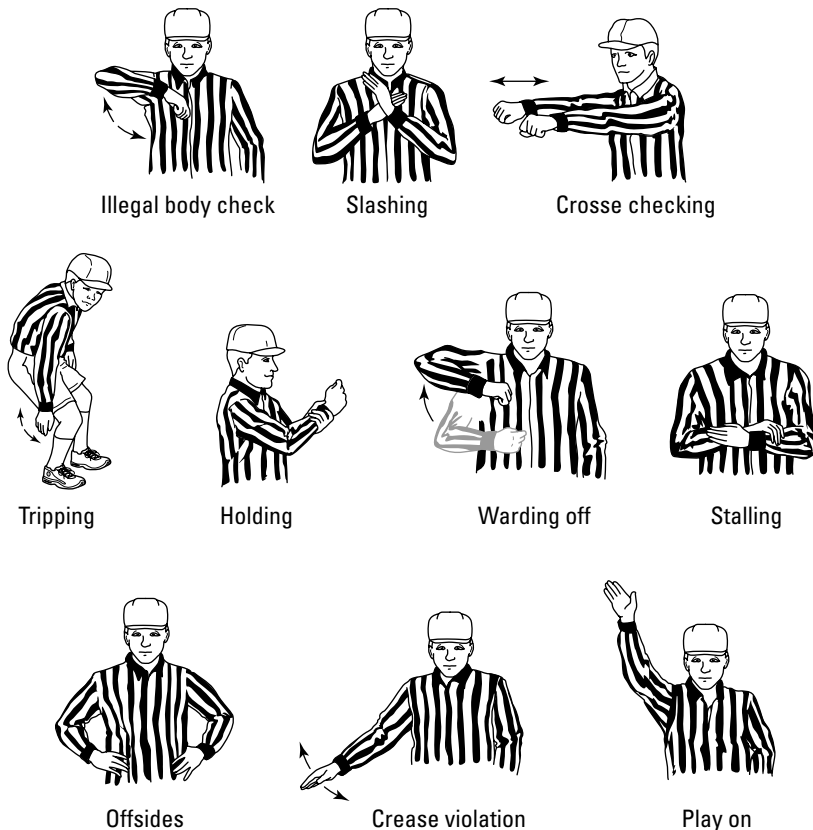 Illegal body check
Slashing
Crosse checking
Tripping
Holding
Warding off
Stalling
Offsides
Crease violation
Play on